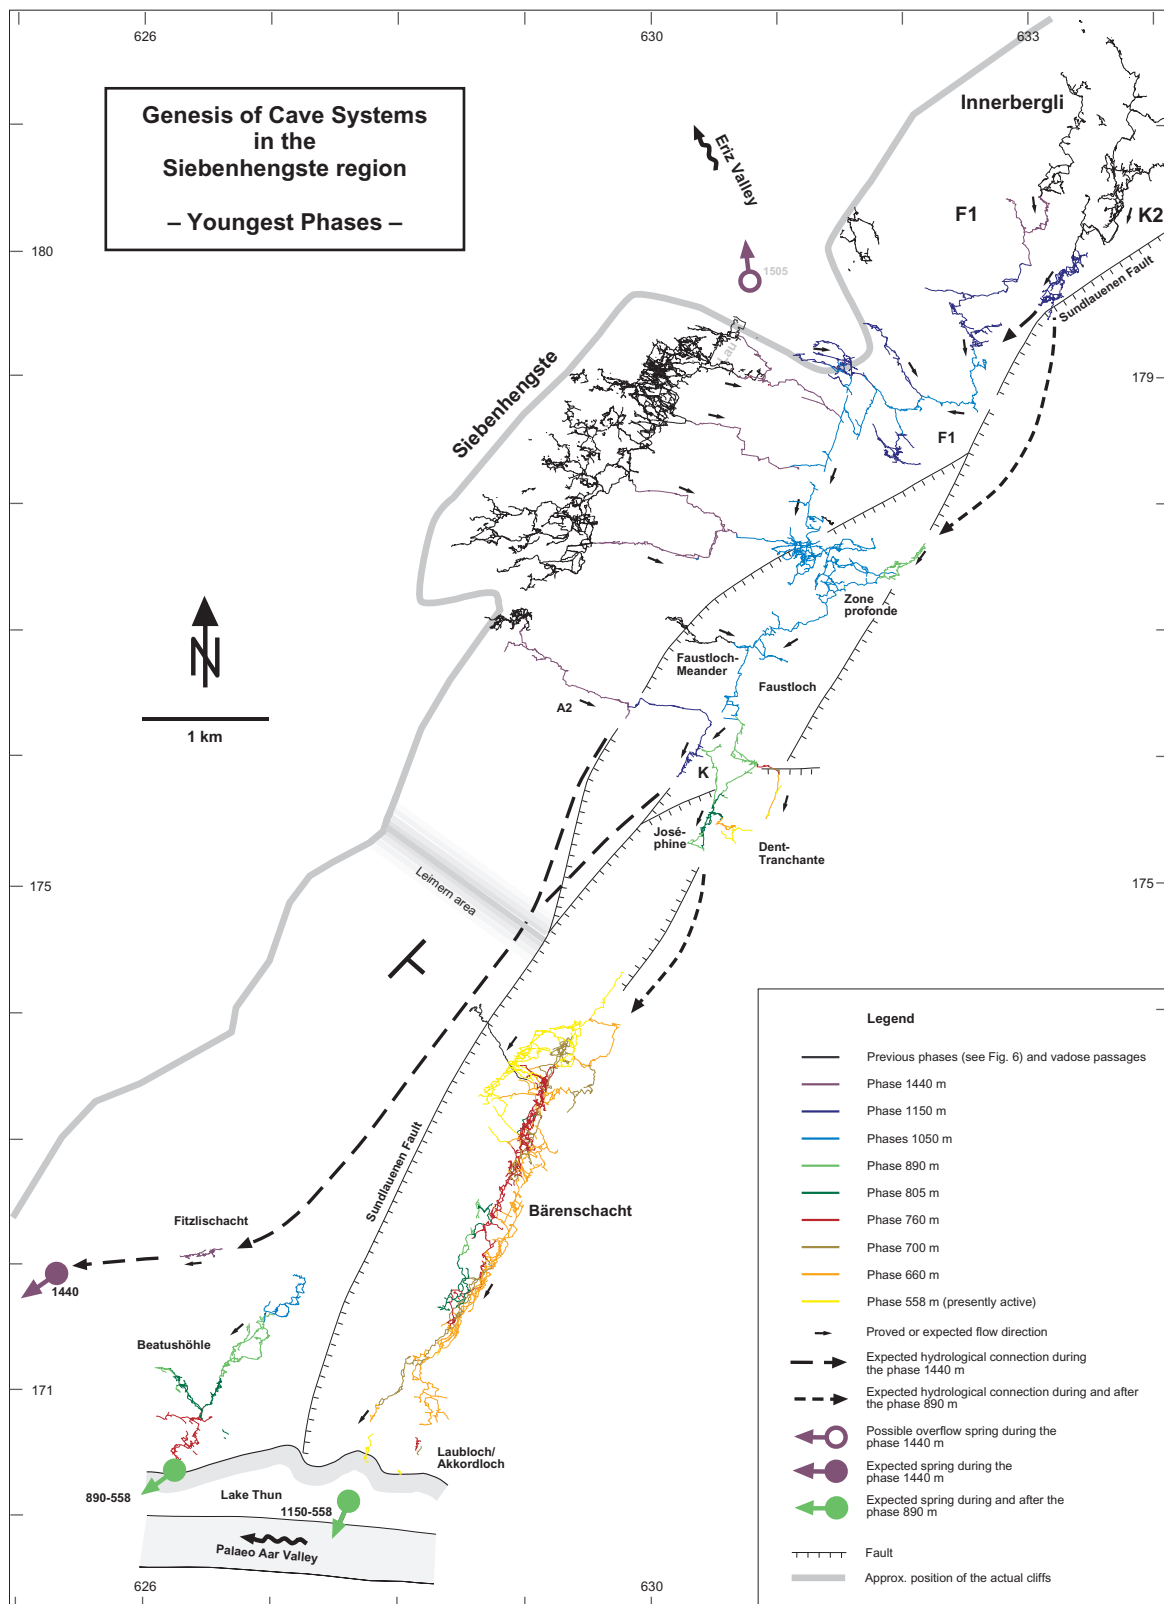 626
630
633
Genesis of Cave Systems
in the
Siebenhengste region
– Youngest Phases –
Innerbergli
Eriz Valley
F1
K2
180
1505
Sundlauenen Fault
Lau
Siebenhengste
179
F1
Zone
profonde
Faustloch-
Meander
Faustloch
N
A2
1 km
K
José-
phine
Dent-
Tranchante
175
Leimern area
175
Sundlauenen Fault
Bärenschacht
Fitzlischacht
1440
Beatushöhle
171
Laubloch/
Akkordloch
890-558
Lake Thun
1150-558
Palaeo Aar Valley
626
630
Legend
Previous phases (see Fig. 6) and vadose passages
Phase 1440 m
Phase 1150 m
Phases 1050 m
Phase 890 m
Phase 805 m
Phase 760 m
Phase 700 m
Phase 660 m
Phase 558 m (presently active)
Proved or expected flow direction
Expected hydrological connection during
the phase 1440 m
Expected hydrological connection during and after
the phase 890 m
Possible overflow spring during the
phase 1440 m
Expected spring during the
phase 1440 m
Expected spring during and after the
phase 890 m
Fault
Approx. position of the actual cliffs